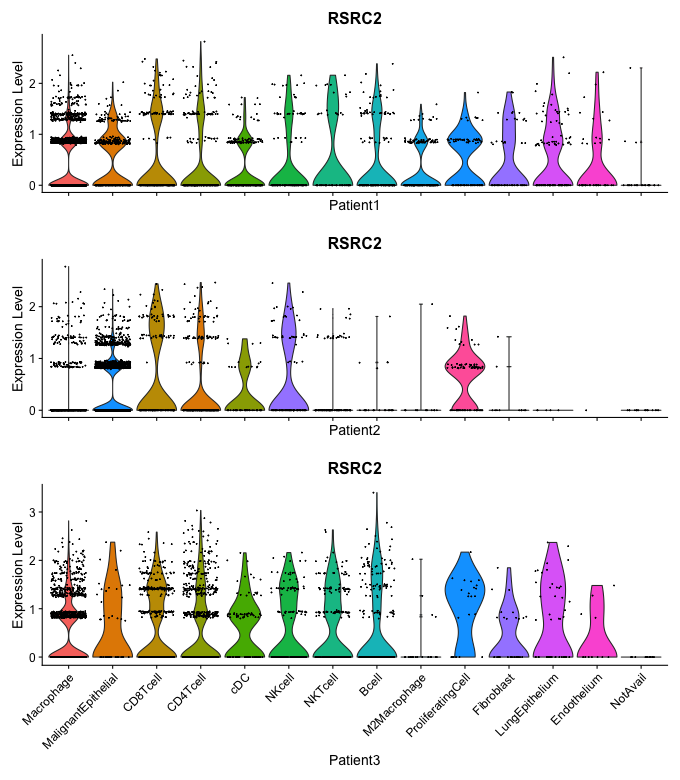 RSRC2
Expression Level
2
1
0
Patient1
RSRC2
Expression Level
2
1
0
Patient2
RSRC2
Expression Level
3
2
1
0
Macrophage
MalignantEpithelial
CD8Tcell
CD4Tcell
cDC
NKcell
NKTcell
Bcell
M2Macrophage
ProliferatingCell
Fibroblast
LungEpithelium
Endothelium
NotAvail
Patient3